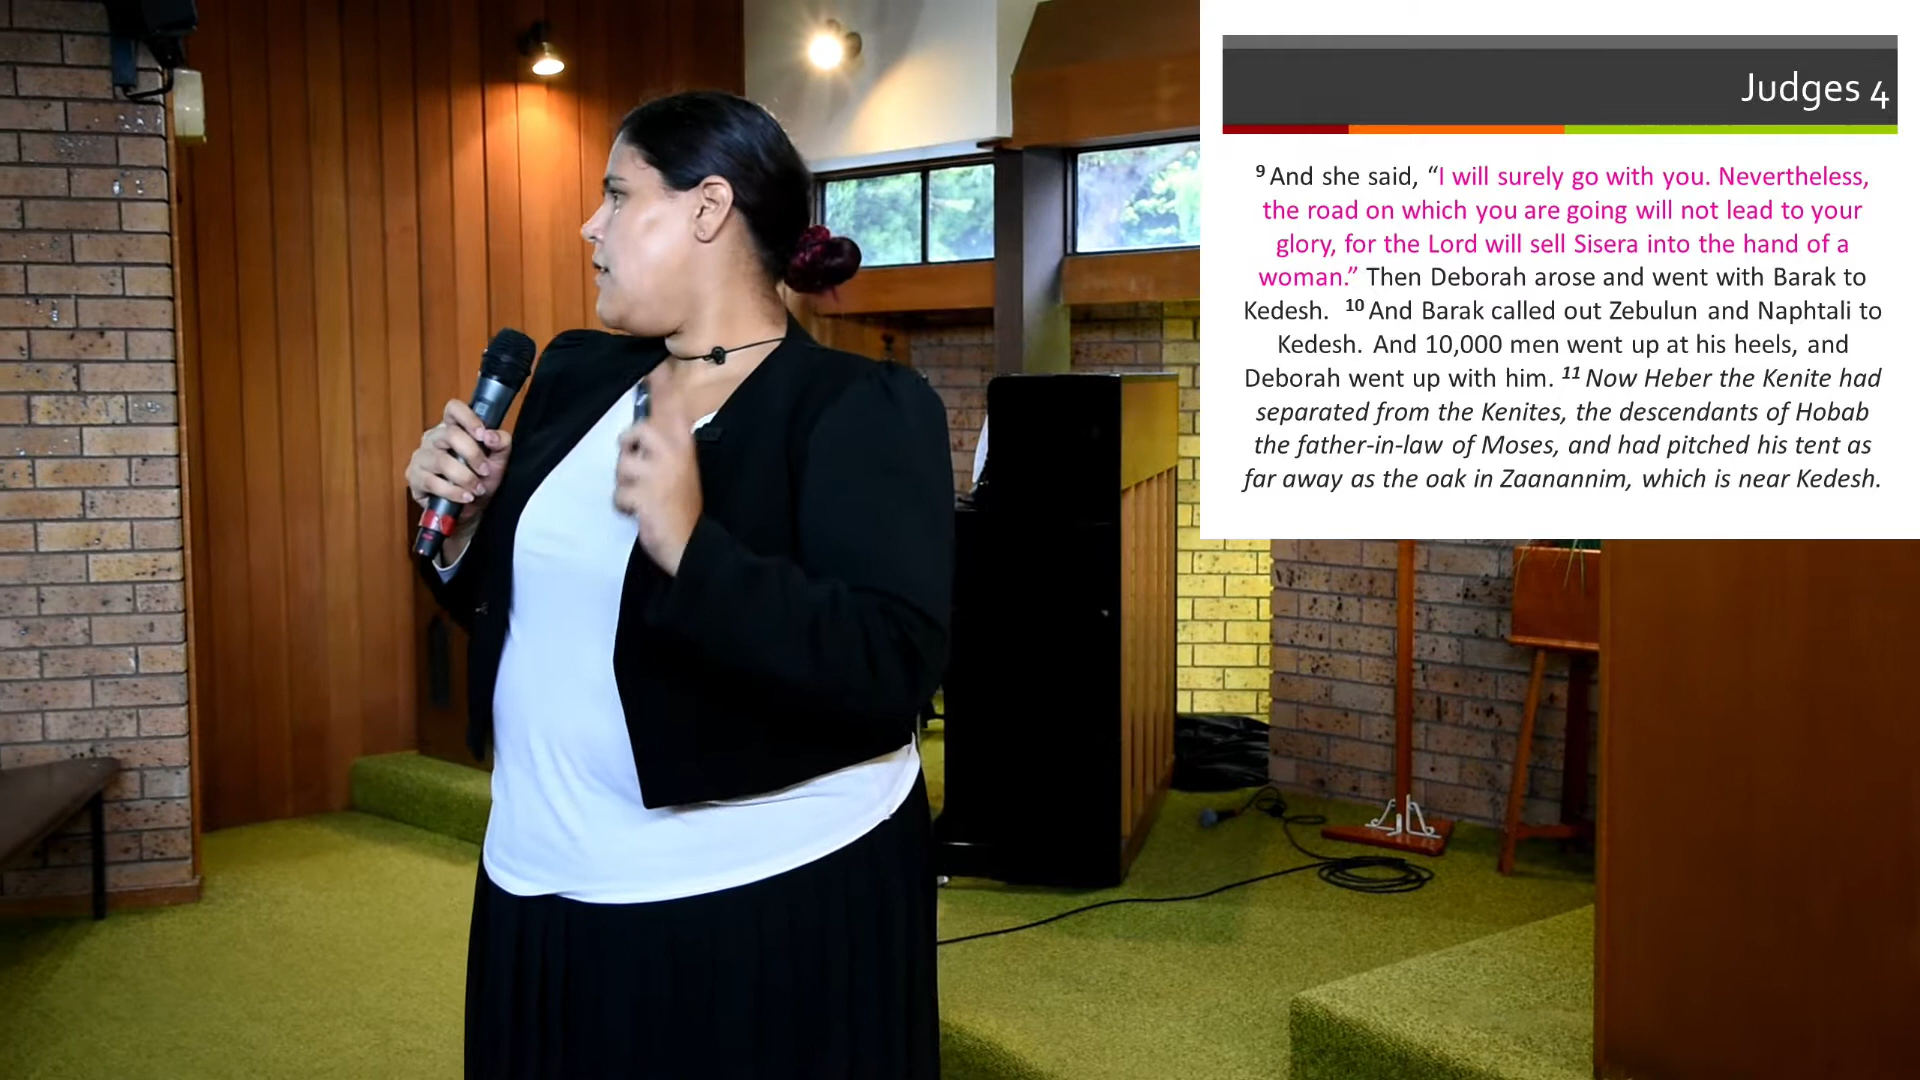 Judges 4
9 And she said, “I will surely go with you. Nevertheless,
the road on which you are going will not lead to your
glory, for the Lord will sell Sisera into the hand of a
woman.” Then Deborah arose and went with Barak to
Kedesh. 10 And Barak called out Zebulun and Naphtali to
Kedesh. And 10,000 men went up at his heels, and
Deborah went up with him. 11 Now Heber the Kenite had
separated from the Kenites, the descendants of Hobab
the father-in-law of Moses, and had pitched his tent as
far away as the oak in Zaanannim, which is near Kedesh.